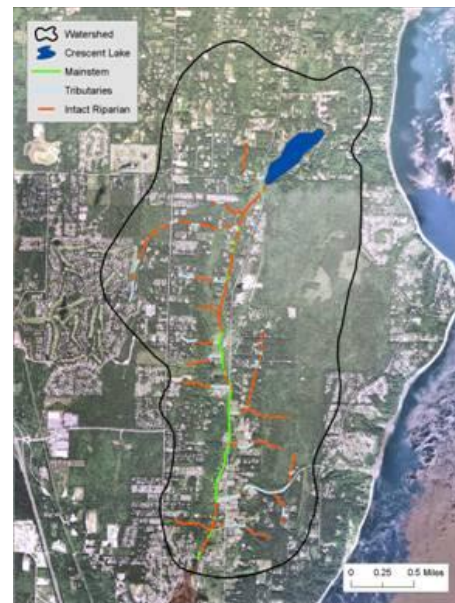 Watershed
Crescent Lake
Mainstem
Tributaries
Intact Riparian
0 0.25 0.5 Miles